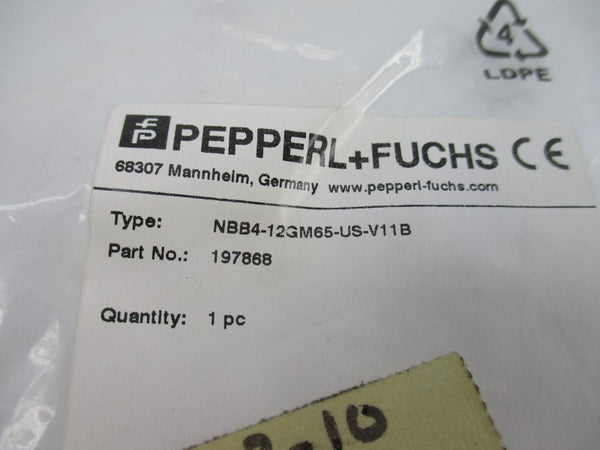 4
LDPE
PEPPERL+FUCHS CE
68307 Mannheim, Germany www.pepperl-fuchs.com
Type: NBB4-12GM65-US-V11B
Part No.: 197868
Quantity: 1 pc
-10